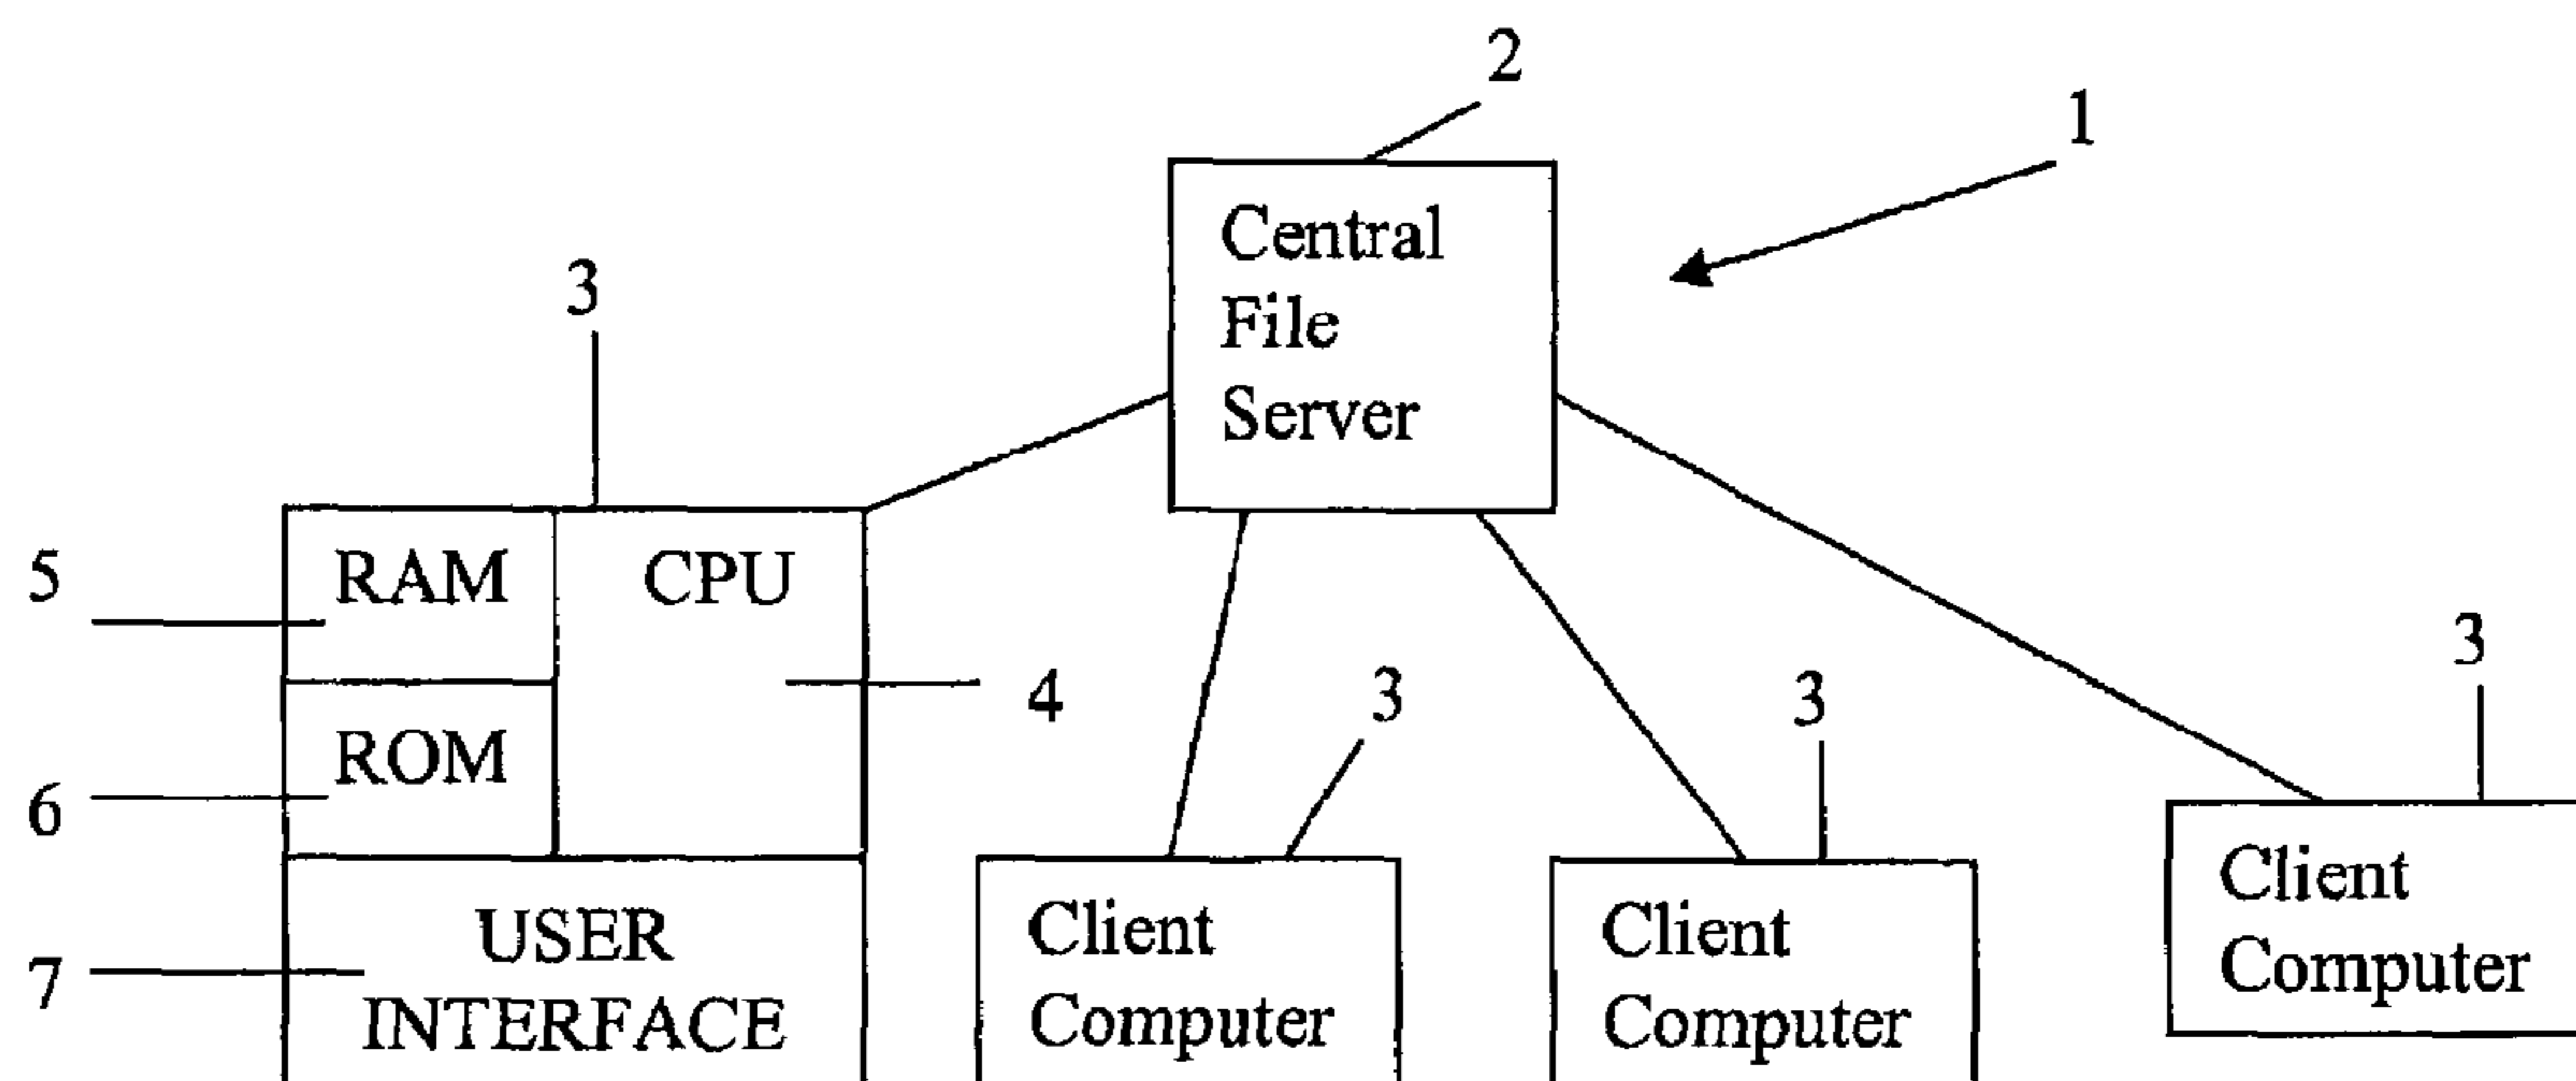 2
1
Central
File
Server
3
5
RAM
CPU
4
ROM
6
USER
INTERFACE
7
3
Client
Computer
3
Client
Computer
3
Client
Computer